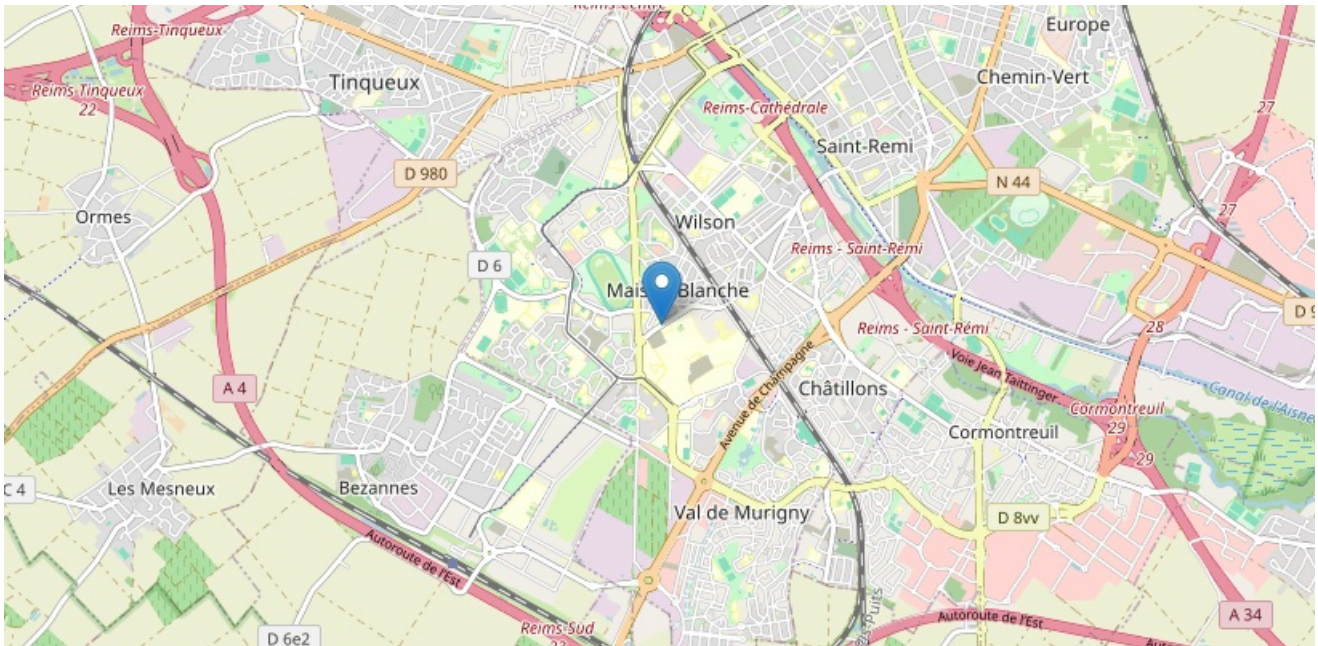 Reims-Centre
Reims-Tinqueux
Europe
Tinqueux
Chemin-Vert
Reims-Tinqueux
22
Reims-Cathédrale
27
Saint-Remi
D 980
N 44
Ormes
Wilson
27
Reims - Saint-Rémi
D 6
Blanche
28
Reims - Saint-Rémi
Voie Jean Taittinger
A 4
Avenue de Champagne
Châtillons
Canal de l'Aisne
Cormontreuil
29
Cormontreuil
29
Les Mesneux
Bezannes
C 4
Val de Murigny
D 8vv
Autoroute de l'Est
Autoroute de l'Est
A 34
Reims-Sud
D 6e2